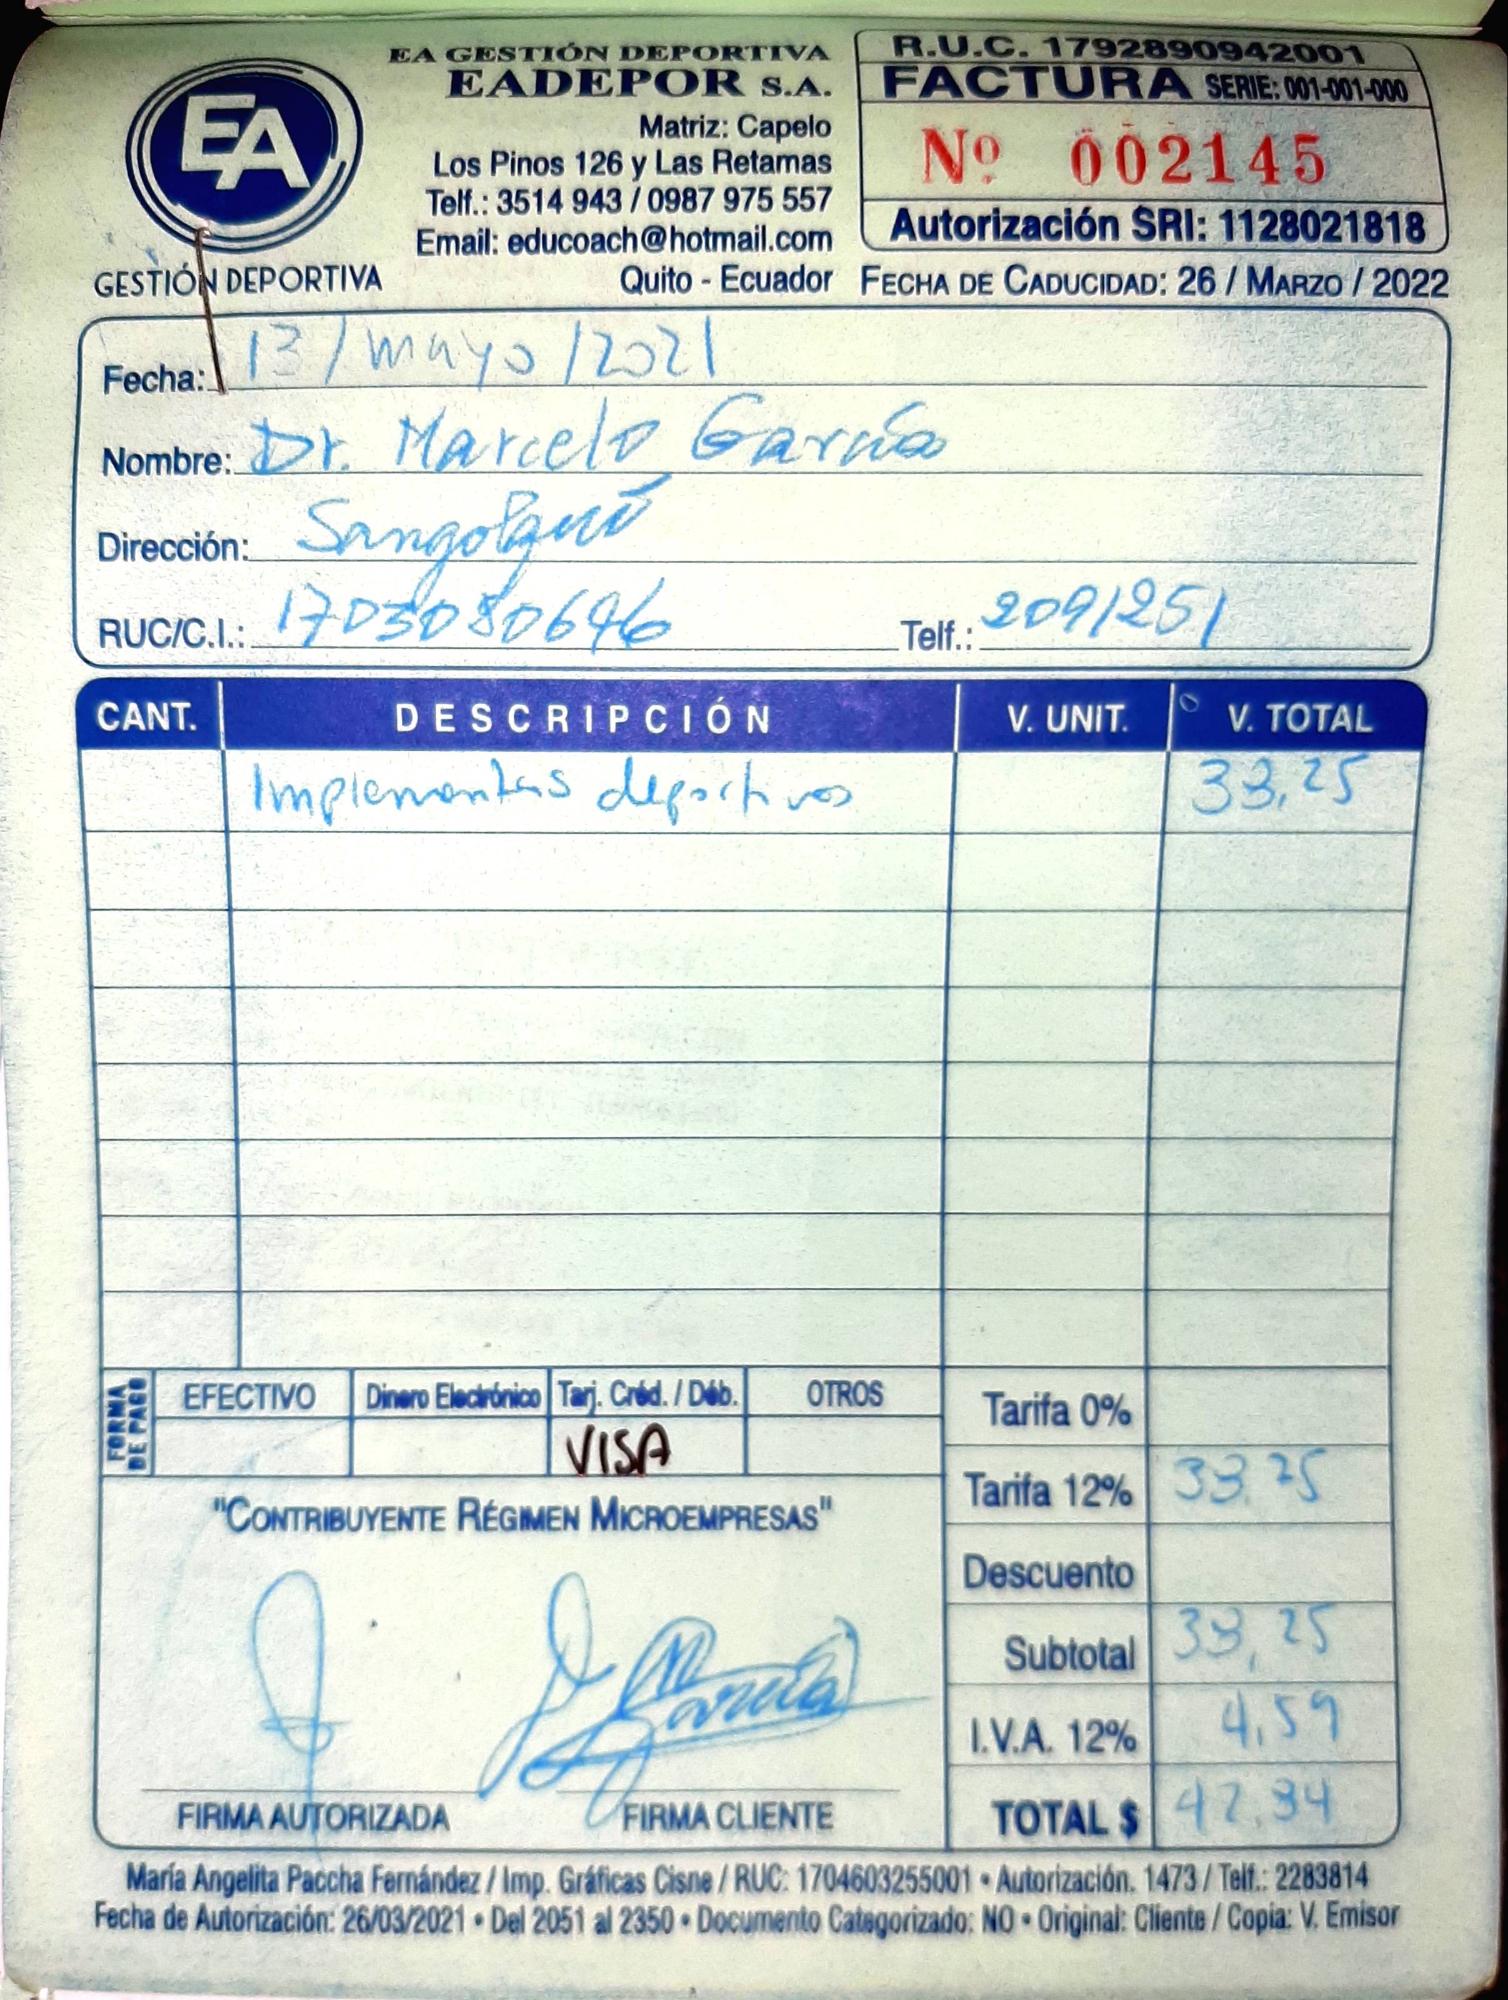 EA GESTIÓN DEPORTIVA
EADEPOR S.A.
Matriz: Capelo
Los Pinos 126 y Las Retamas
Telf.: 3514 943 / 0987 975 557
Email: educoach@hotmail.com
Quito - Ecuador
EA
GESTIÓN DEPORTIVA
R.U.C. 1792890942001
FACTURA SERIE: 001-001-000
Nº 002145
Autorización SRI: 1128021818
FECHA DE CADUCIDAD: 26 / MARZO / 2022
Fecha: 13/mayo/2021
Nombre: Dr. Marcelo García
Dirección: Sangolquí
RUC/C.I.: 1703080646 Telf.: 2091251
CANT. DESCRIPCIÓN V. UNIT. V. TOTAL
Implementos deportivos 38,25
FORMA DE PAGO
EFECTIVO Dinero Electrónico Tarj. Créd. / Déb. OTROS
VISA
Tarifa 0%
Tarifa 12% 38.25
Descuento
Subtotal 38,25
I.V.A. 12% 4,59
TOTAL $ 42.84
"CONTRIBUYENTE RÉGIMEN MICROEMPRESAS"
García
FIRMA AUTORIZADA FIRMA CLIENTE
María Angelita Paccha Fernández / Imp. Gráficas Cisne / RUC: 1704603255001 • Autorización. 1473 / Telf.: 2283814
Fecha de Autorización: 26/03/2021 • Del 2051 al 2350 • Documento Categorizado: NO • Original: Cliente / Copia: V. Emisor